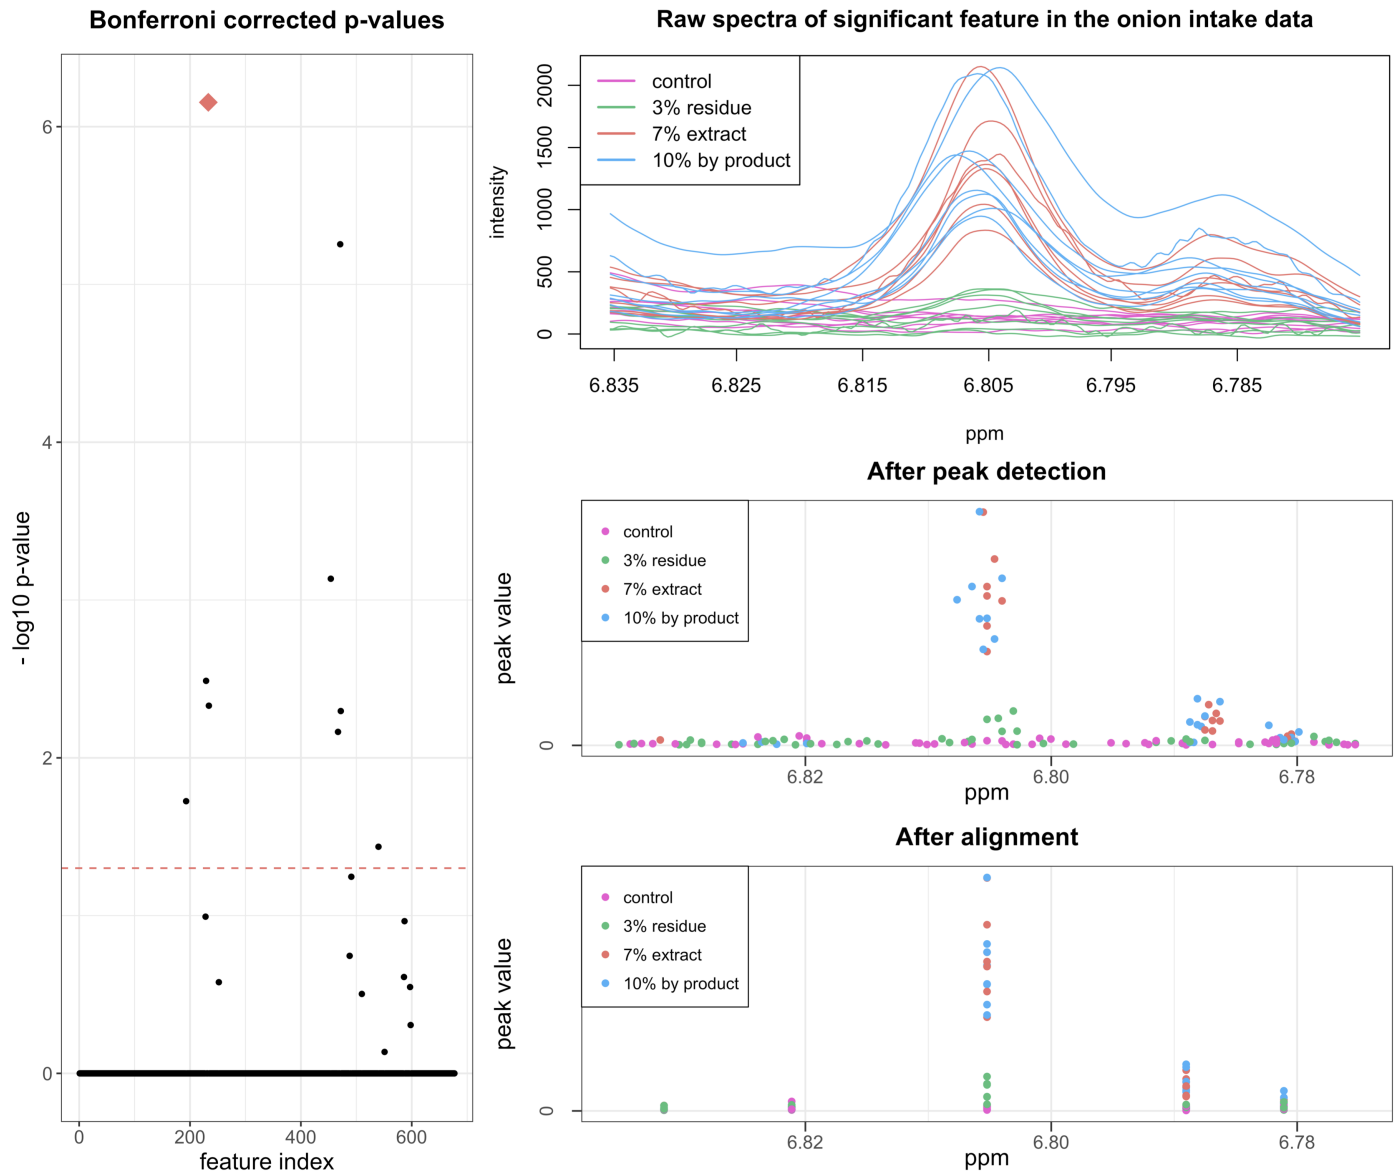 Bonferroni corrected p-values
- log10 p-value
6
4
2
0
0
200
400
600
feature index
Raw spectra of significant feature in the onion intake data
intensity
2000
1500
1000
500
0
control
3% residue
7% extract
10% by product
6.835
6.825
6.815
6.805
6.795
6.785
ppm
After peak detection
peak value
control
3% residue
7% extract
10% by product
0
6.82
6.80
6.78
ppm
After alignment
peak value
control
3% residue
7% extract
10% by product
0
6.82
6.80
6.78
ppm